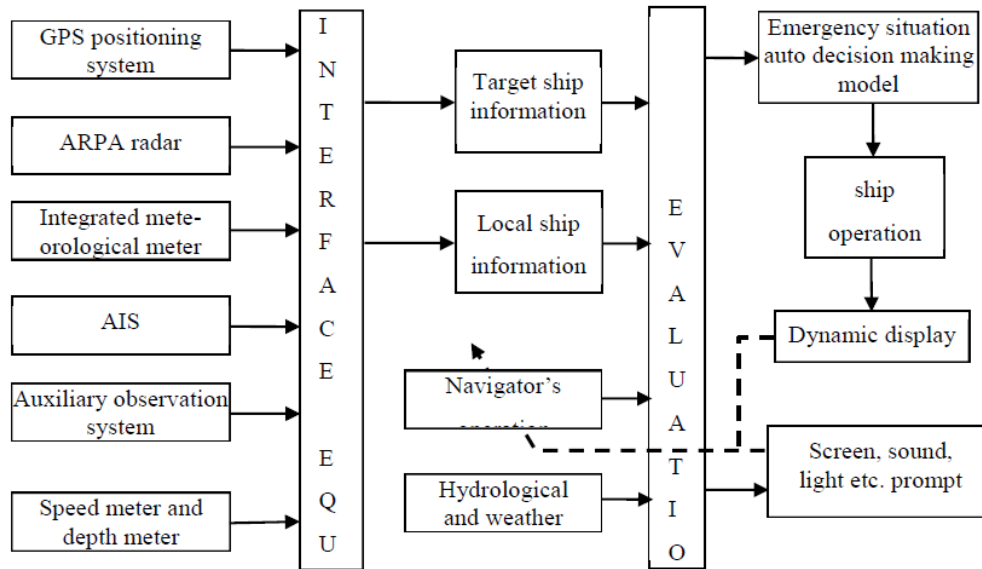 GPS positioning
system
ARPA radar
Integrated mete-
orological meter
AIS
Auxiliary observation
system
Speed meter and
depth meter
I
N
T
E
R
F
A
C
E
E
Q
U
Target ship
information
Local ship
information
Navigator's
Hydrological
and weather
E
V
A
L
U
A
T
I
O
Emergency situation
auto decision making
model
ship
operation
Dynamic display
Screen, sound,
light etc. prompt